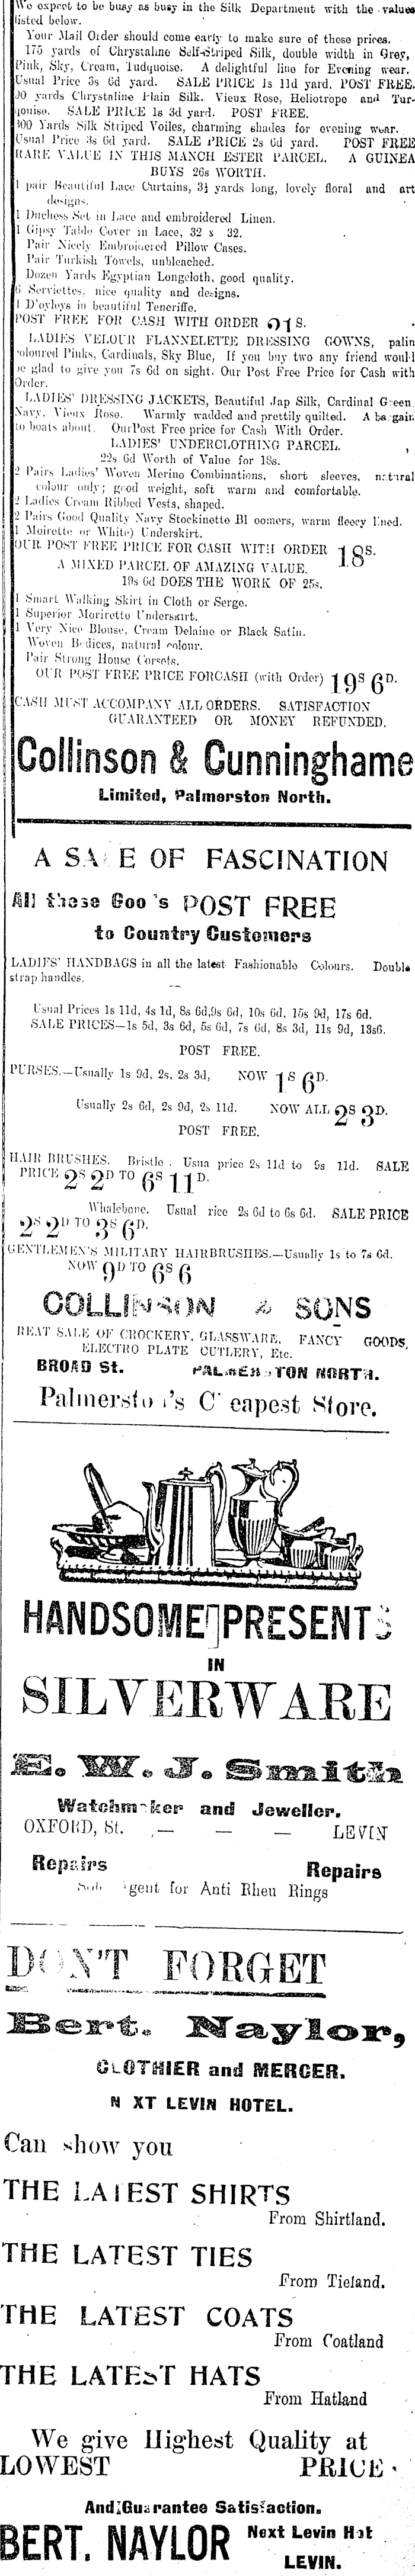 We expect to be busy as busy in the Silk Department with the values
listed below.
Your Mail Order should come early to make sure of these prices.
175 yards of Chrystaline Self-Striped Silk, double width in Grey,
Pink, Sky, Cream, Tudquoise. A delightful line for Evening wear.
Usual Price 3s 6d yard. SALE PRICE 1s 11d yard, POST FREE.
90 yards Chrystaline Plain Silk. Vieux Rose, Heliotrope and Tur-
quoise. SALE PRICE 1s 3d yard. POST FREE.
300 Yards Silk Striped Voiles, charming shades for evening wear.
Usual Price 3s 6d yard. SALE PRICE 2s 6d yard. POST FREE
RARE VALUE IN THIS MANCH ESTER PARCEL. A GUINEA
BUYS 26s WORTH.
1 pair Beautiful Lace Curtains, 3½ yards long, lovely floral and art
designs.
1 Duchess Set in Lace and embroidered Linen.
1 Gipsy Table Cover in Lace, 32 x 32.
Pair Nicely Embroidered Pillow Cases.
Pair Turkish Towels, unbleached.
Dozen Yards Egyptian Longcloth, good quality.
6 Serviettes, nice quality and designs.
1 D'oyleys in beautiful Teneriffe.
POST FREE FOR CASH WITH ORDER 21S.
LADIES VELOUR FLANNELETTE DRESSING GOWNS, palin
coloured Pinks, Cardinals, Sky Blue, If you buy two any friend would
be glad to give you 7s 6d on sight. Our Post Free Price for Cash with
Order.
LADIES' DRESSING JACKETS, Beautiful Jap Silk, Cardinal Green
Navy, Vieux Rose. Warmly wadded and prettily quilted. A bargain
to boats about. OurPost Free price for Cash With Order.
LADIES' UNDERCLOTHING PARCEL.
22s 6d Worth of Value for 18s.
2 Pairs Ladies' Woven Merino Combinations, short sleeves, natural
colour only; good weight, soft warm and comfortable.
2 Ladies Cream Ribbed Vests, shaped.
2 Pairs Good Quality Navy Stockinette Bl oomers, warm fleecy lined.
1 Moirette or White) Underskirt.
OUR POST FREE PRICE FOR CASH WITH ORDER 18S.
A MIXED PARCEL OF AMAZING VALUE.
19s 6d DOES THE WORK OF 25s.
1 Smart Walking Skirt in Cloth or Serge.
1 Superior Morirette Underskirt.
1 Very Nice Blouse, Cream Delaine or Black Satin.
Woven Bodices, natural colour.
Pair Strong House Corsets.
OUR POST FREE PRICE FORCASH (with Order) 19S 6D.
CASH MUST ACCOMPANY ALL ORDERS. SATISFACTION
GUARANTEED OR MONEY REFUNDED.
Collinson & Cunninghame
Limited, Palmerston North.
A SALE OF FASCINATION
All these Goo's POST FREE
to Country Customers
LADIES' HANDBAGS in all the latest Fashionable Colours. Double
strap handles.
Usual Prices 1s 11d, 4s 1d, 8s 6d, 9s 6d, 10s 6d, 15s 9d, 17s 6d.
SALE PRICES—1s 5d, 3s 6d, 5s 6d, 7s 6d, 8s 3d, 11s 9d, 13s6.
POST FREE.
PURSES.—Usually 1s 9d, 2s, 2s 3d, NOW 1S 6D.
Usually 2s 6d, 2s 9d, 2s 11d. NOW ALL 2S 3D.
POST FREE.
HAIR BRUSHES. Bristle. Usua price 2s 11d to 9s 11d. SALE
PRICE 2S 2D TO 6S 11D.
Whalebone. Usual rice 2s 6d to 6s 6d. SALE PRICE
2S 2D TO 3S 6D.
GENTLEMEN'S MILITARY HAIRBRUSHES.—Usually 1s to 7s 6d.
NOW 9D TO 6S 6
COLLINSON & SONS
REAT SALE OF CROCKERY, GLASSWARE, FANCY GOODS,
ELECTRO PLATE CUTLERY, Etc.
BROAD St. PALMERSTON NORTH.
Palmersto 's C eapest Store.
HANDSOME PRESENTS
IN
SILVERWARE
E. W. J. Smith
Watchmaker and Jeweller.
OXFORD, St. — — — LEVIN
Repairs Repairs
Sole Agent for Anti Rheu Rings
DON'T FORGET
Bert. Naylor,
CLOTHIER and MERCER.
N XT LEVIN HOTEL.
Can show you
THE LATEST SHIRTS
From Shirtland.
THE LATEST TIES
From Tieland.
THE LATEST COATS
From Coatland
THE LATEST HATS
From Hatland
We give Highest Quality at
LOWEST PRICE
And Guarantee Satisfaction.
BERT. NAYLOR Next Levin Hot
LEVIN.